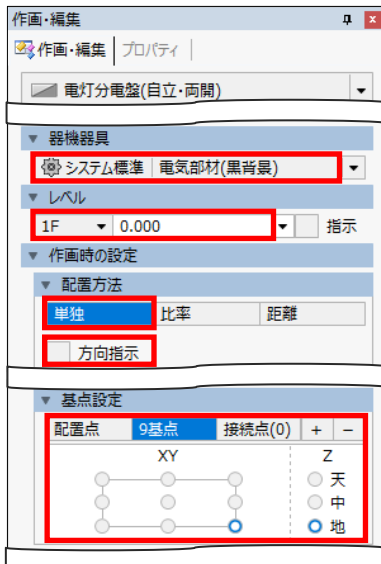 作画・編集
作画・編集 プロパティ
電灯分電盤(自立・両開)
器機器具
システム標準 電気部材(黒背景)
レベル
1F 0.000 指示
作画時の設定
配置方法
単独 比率 距離
方向指示
基点設定
配置点 9基点 接続点(0) + −
XY Z
天
中
地